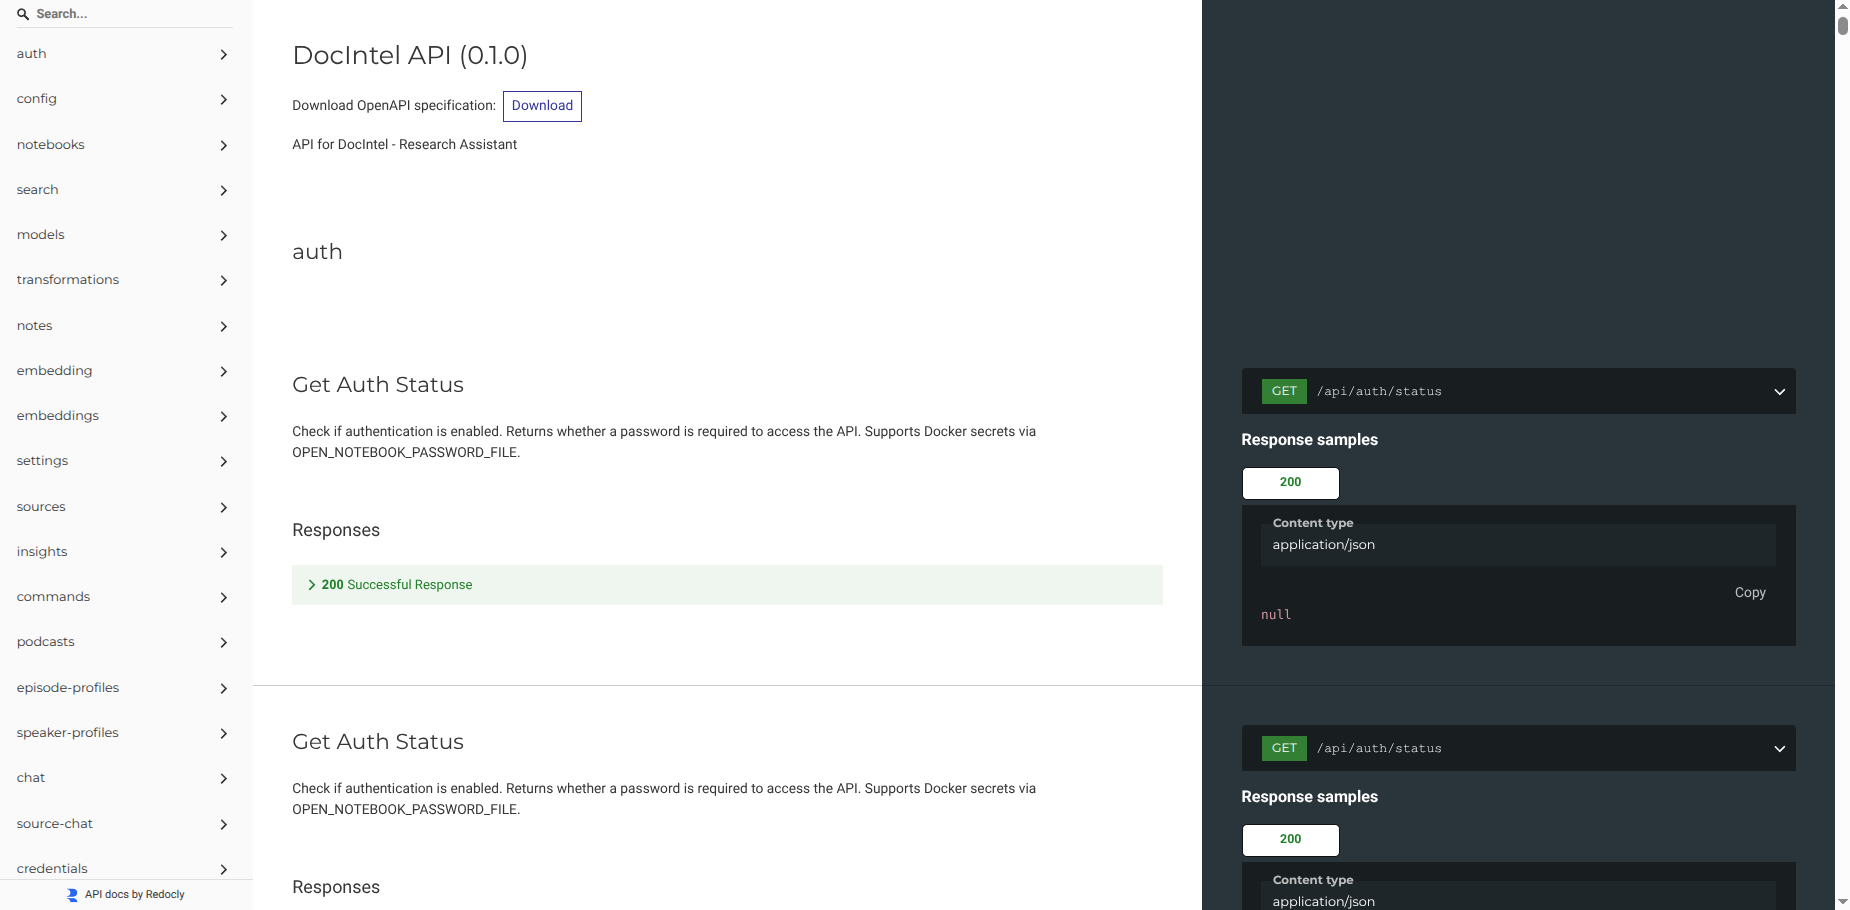 Search...
auth
config
notebooks
search
models
transformations
notes
embedding
embeddings
settings
sources
insights
commands
podcasts
episode-profiles
speaker-profiles
chat
source-chat
credentials
API docs by Redocly
DocIntel API (0.1.0)
Download OpenAPI specification: Download
API for DocIntel - Research Assistant
auth
Get Auth Status
Check if authentication is enabled. Returns whether a password is required to access the API. Supports Docker secrets via
OPEN_NOTEBOOK_PASSWORD_FILE.
Responses
200 Successful Response
GET /api/auth/status
Response samples
200
Content type
application/json
Copy
null
Get Auth Status
Check if authentication is enabled. Returns whether a password is required to access the API. Supports Docker secrets via
OPEN_NOTEBOOK_PASSWORD_FILE.
Responses
GET /api/auth/status
Response samples
200
Content type
application/json